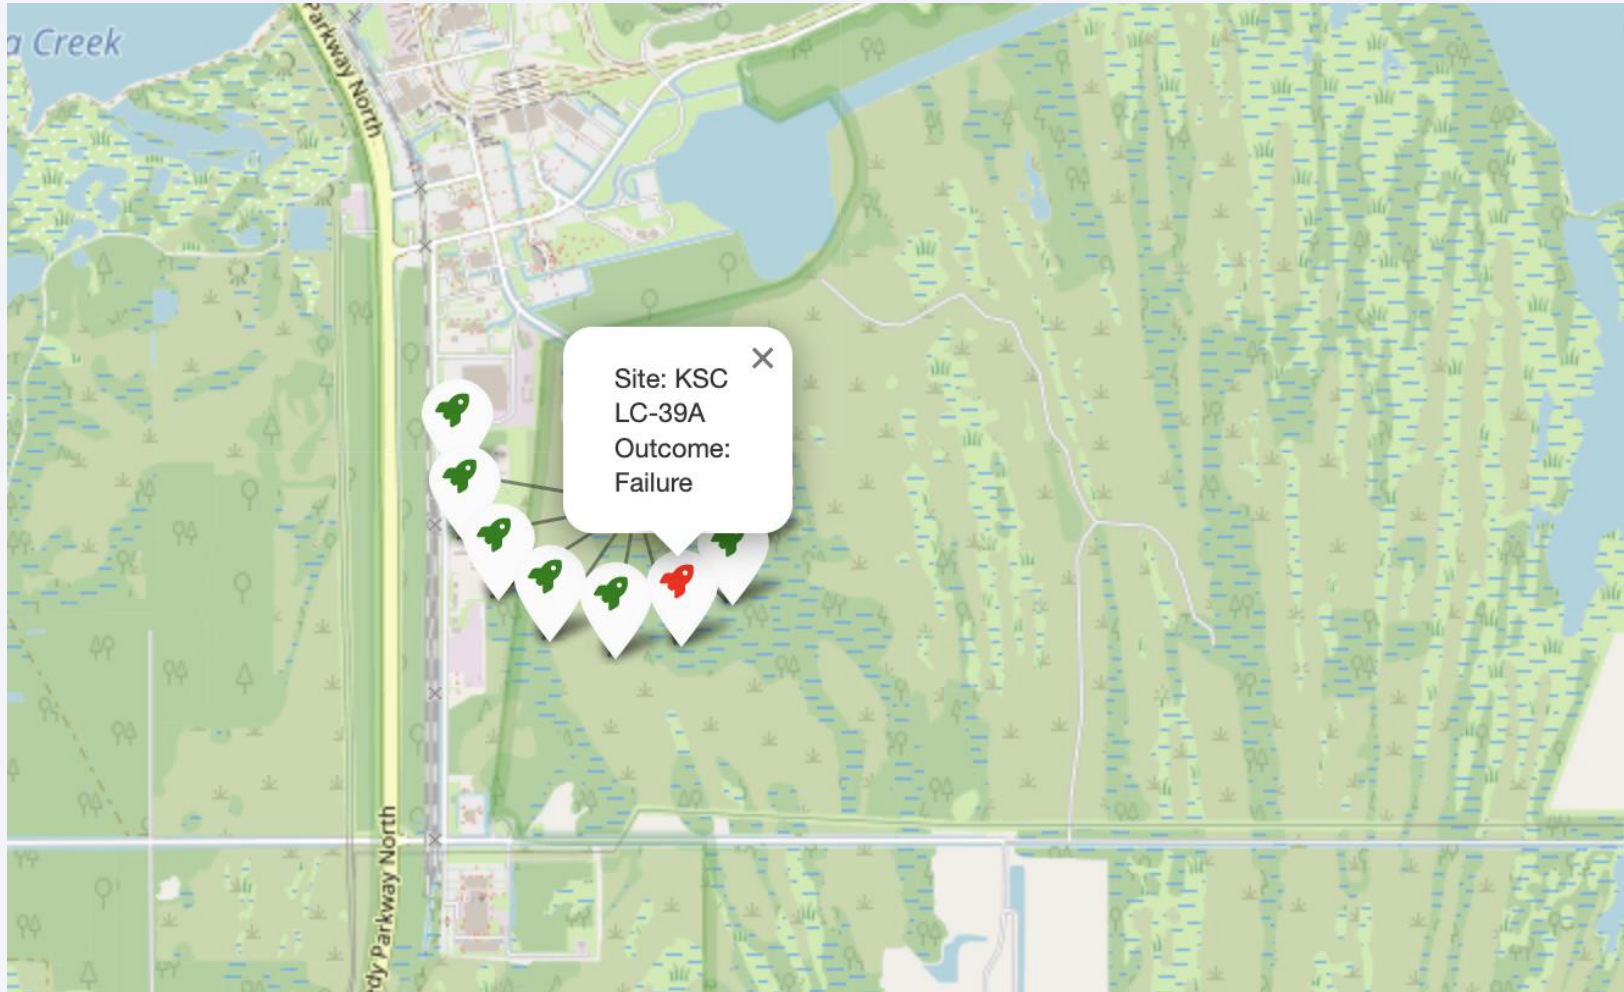 a Creek
Parkway North
Site: KSC
LC-39A
Outcome:
Failure
dy Parkway North